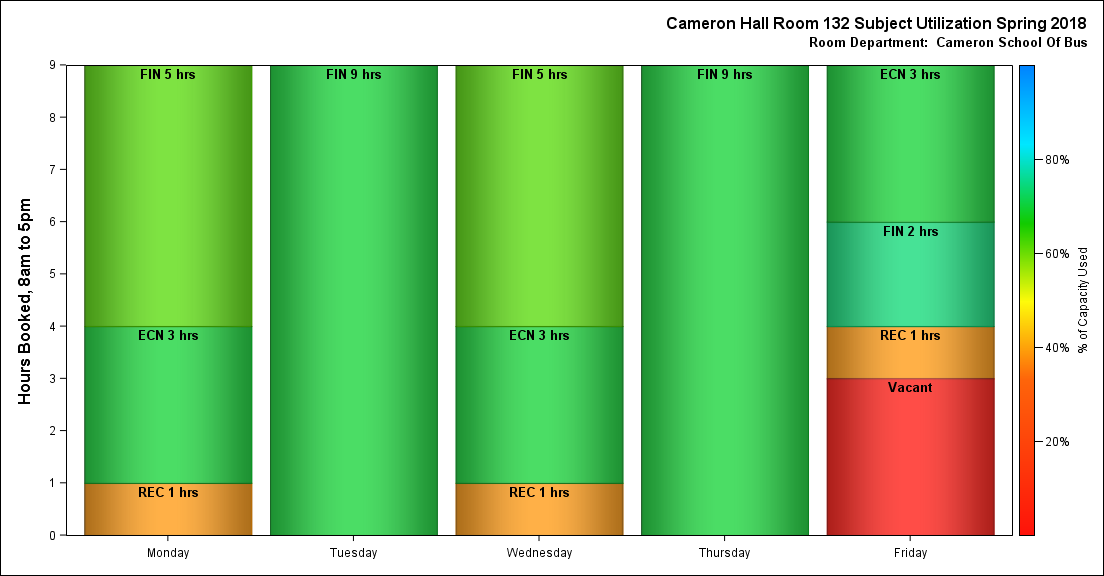 Cameron Hall Room 132 Subject Utilization Spring 2018
Room Department:  Cameron School Of Bus
Hours Booked, 8am to 5pm
9
8
7
6
5
4
3
2
1
0
FIN 5 hrs
ECN 3 hrs
REC 1 hrs
FIN 9 hrs
FIN 5 hrs
ECN 3 hrs
REC 1 hrs
FIN 9 hrs
ECN 3 hrs
FIN 2 hrs
REC 1 hrs
Vacant
Monday
Tuesday
Wednesday
Thursday
Friday
80%
60%
40%
20%
% of Capacity Used